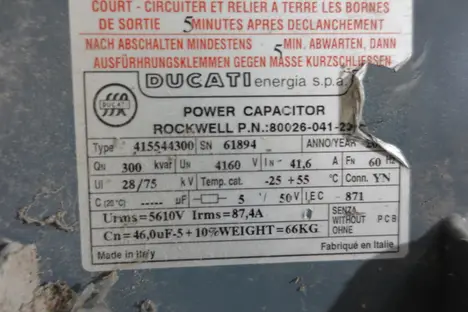 COURT - CIRCUITER ET RELIER A TERRE LES BORNES
DE SORTIE 5MINUTES APRES DECLANCHEMENT
NACH ABSCHALTEN MINDESTENS 5 MIN. ABWARTEN, DANN
AUSFÜHRUNGSKLEMMEN GEGEN MASSE KURZSCHLIESSEN
DUCATI DUCATI energia s.p.a.
POWER CAPACITOR
ROCKWELL P.N.:80026-041-
Type 415544300 SN 61894 ANNO/YEAR
QN 300 kvar UN 4160 V IN 41,6 A FN 60 Hz
UI 28/75 kV Temp. cat. -25 +55 °C Conn. YN
C (20°C) ----- µF 5 / 50V IEC 871
Urms=5610V Irms=87,4A SENZA WITHOUT OHNE PCB
Cn=46,0uF-5+10%WEIGHT=66KG
Made in Italy Fabriqué en Italie